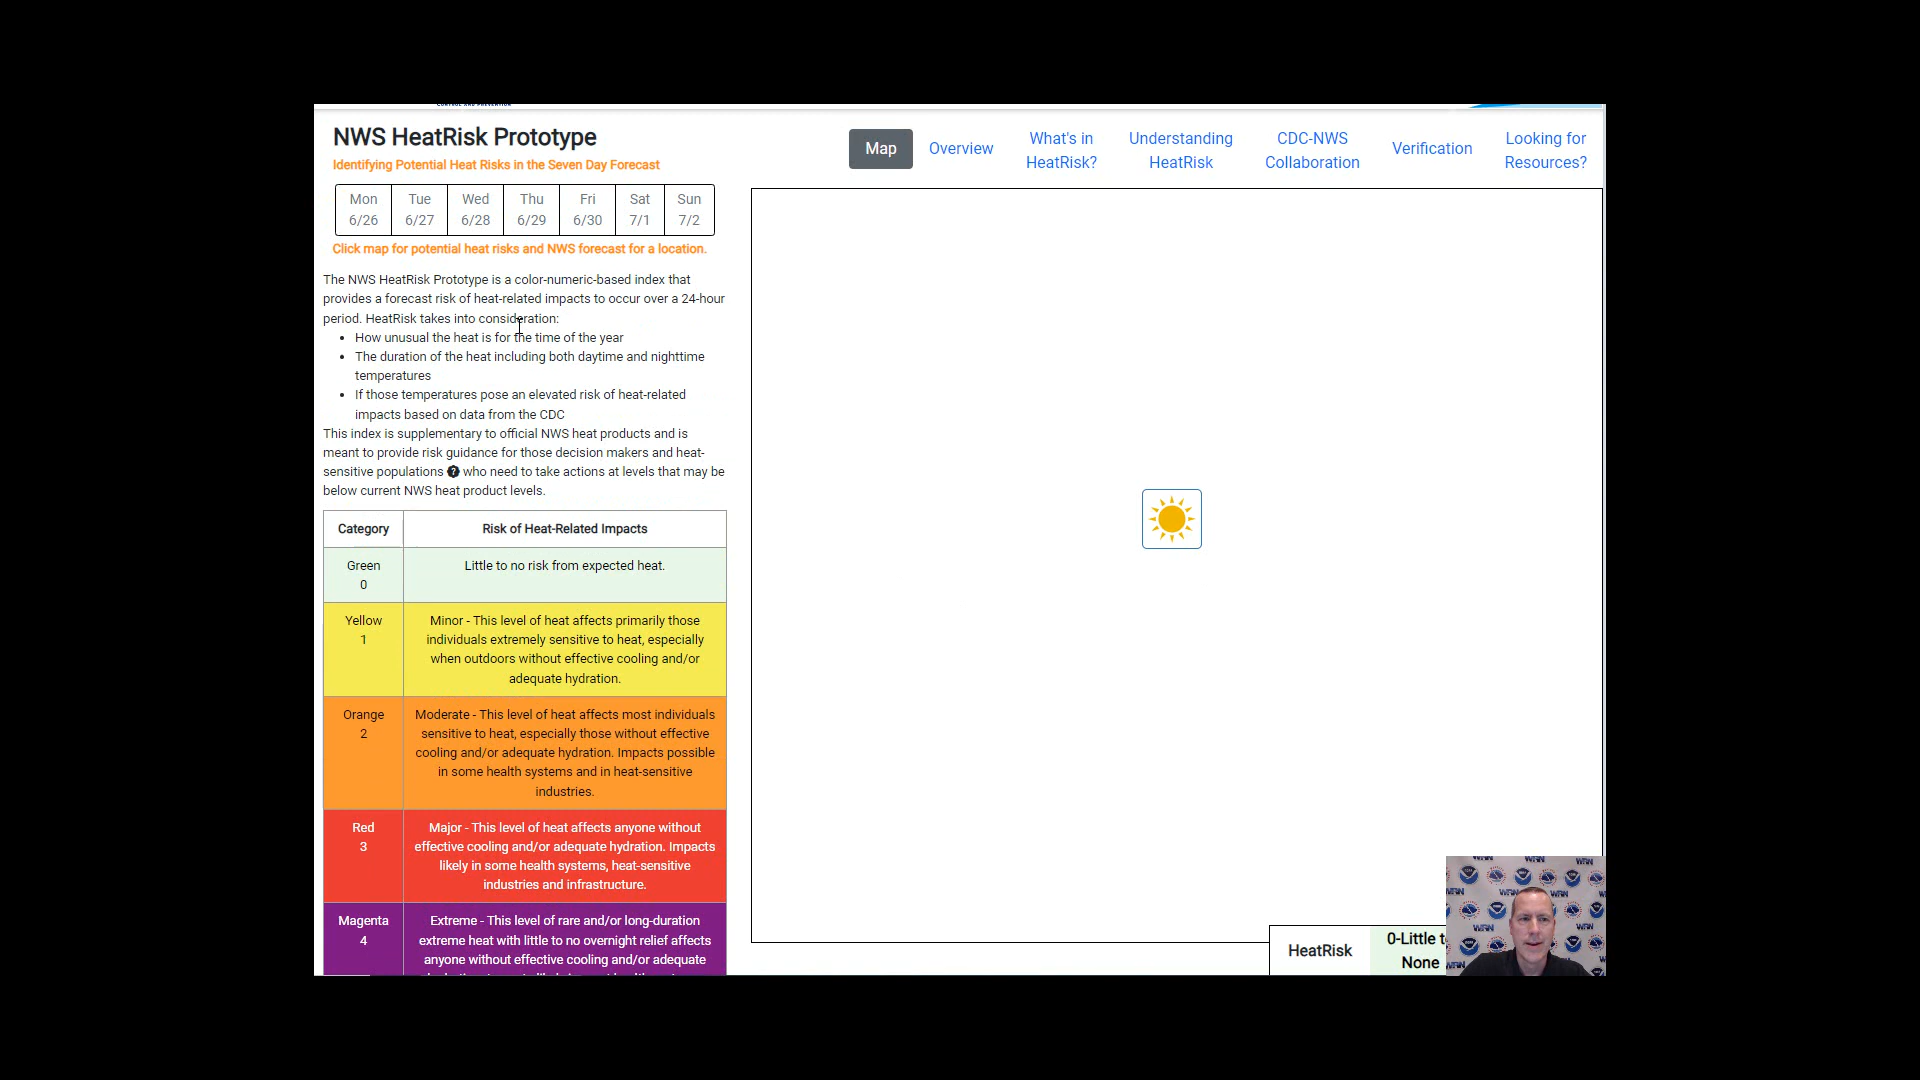 CONTROL AND PREVENTION
NWS HeatRisk Prototype
Identifying Potential Heat Risks in the Seven Day Forecast
Mon Tue Wed Thu Fri Sat Sun
6/26 6/27 6/28 6/29 6/30 7/1 7/2
Click map for potential heat risks and NWS forecast for a location.
The NWS HeatRisk Prototype is a color-numeric-based index that
provides a forecast risk of heat-related impacts to occur over a 24-hour
period. HeatRisk takes into consideration:
• How unusual the heat is for the time of the year
• The duration of the heat including both daytime and nighttime
temperatures
• If those temperatures pose an elevated risk of heat-related
impacts based on data from the CDC
This index is supplementary to official NWS heat products and is
meant to provide risk guidance for those decision makers and heat-
sensitive populations ? who need to take actions at levels that may be
below current NWS heat product levels.
Category Risk of Heat-Related Impacts
Green
0
Little to no risk from expected heat.
Yellow
1
Minor - This level of heat affects primarily those
individuals extremely sensitive to heat, especially
when outdoors without effective cooling and/or
adequate hydration.
Orange
2
Moderate - This level of heat affects most individuals
sensitive to heat, especially those without effective
cooling and/or adequate hydration. Impacts possible
in some health systems and in heat-sensitive
industries.
Red
3
Major - This level of heat affects anyone without
effective cooling and/or adequate hydration. Impacts
likely in some health systems, heat-sensitive
industries and infrastructure.
Magenta
4
Extreme - This level of rare and/or long-duration
extreme heat with little to no overnight relief affects
anyone without effective cooling and/or adequate
Map
Overview
What's in
HeatRisk?
Understanding
HeatRisk
CDC-NWS
Collaboration
Verification
Looking for
Resources?
HeatRisk
0-Little
None
WRN
WRN
WRN
WRN